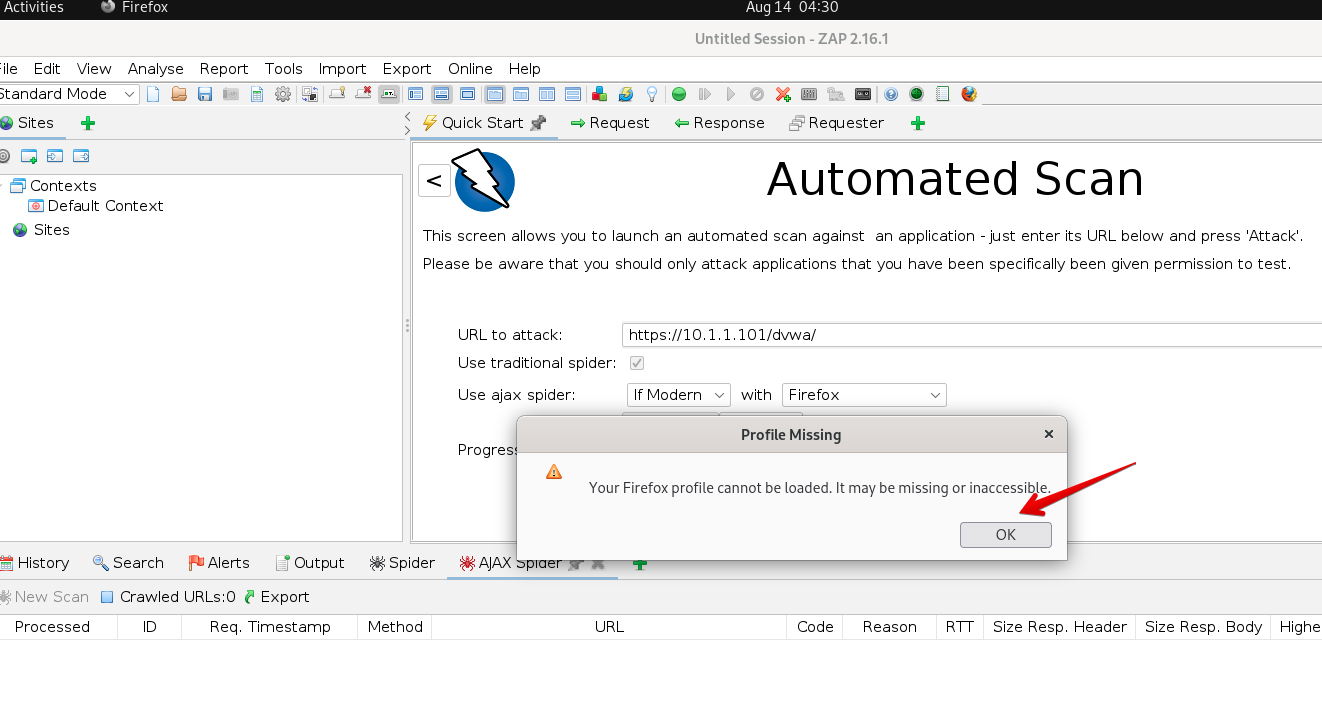 Activities Firefox Aug 14 04:30
Untitled Session - ZAP 2.16.1
ile Edit View Analyse Report Tools Import Export Online Help
Standard Mode
Sites
Quick Start Request Response Requester
< Automated Scan
Contexts
Default Context
Sites
This screen allows you to launch an automated scan against  an application - just enter its URL below and press 'Attack'.
Please be aware that you should only attack applications that you have been specifically been given permission to test.
URL to attack: https://10.1.1.101/dvwa/
Use traditional spider:
Use ajax spider: If Modern with Firefox
Progress
Profile Missing
Your Firefox profile cannot be loaded. It may be missing or inaccessible.
OK
History Search Alerts Output Spider AJAX Spider
New Scan Crawled URLs:0 Export
Processed ID Req. Timestamp Method URL Code Reason RTT Size Resp. Header Size Resp. Body Highe